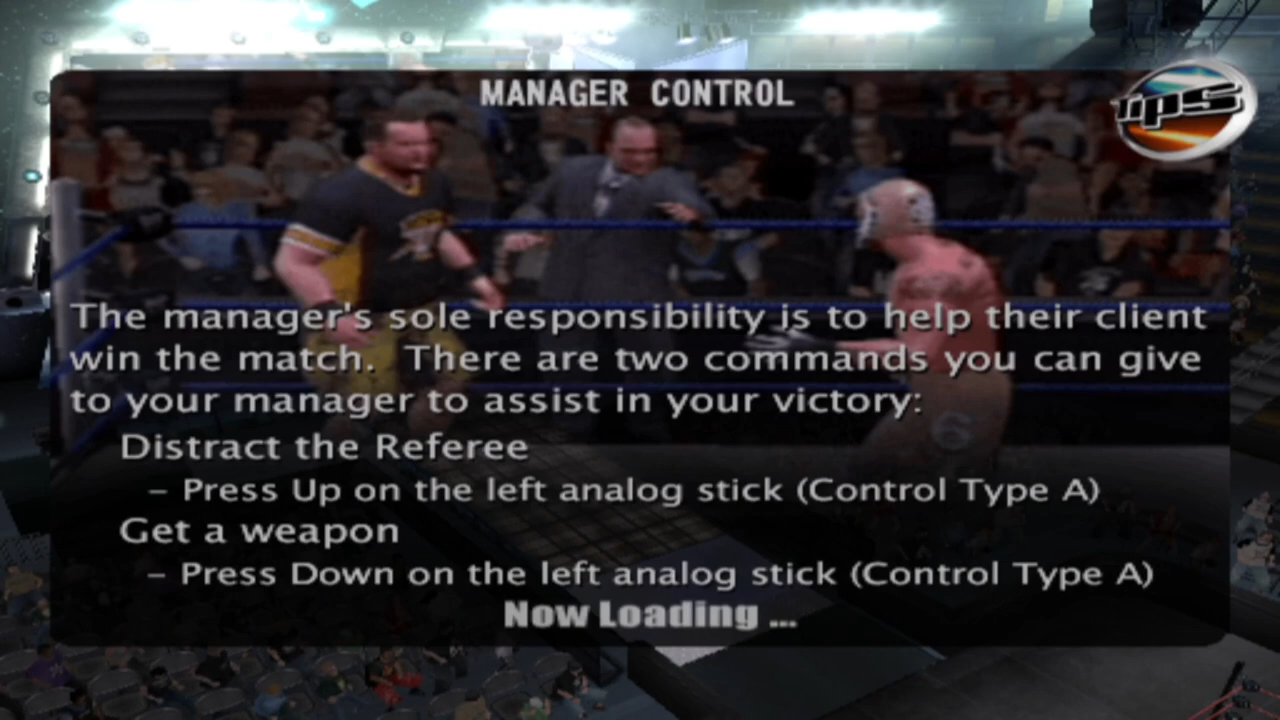 MANAGER CONTROL
TIPS
The manager's sole responsibility is to help their client
win the match. There are two commands you can give
to your manager to assist in your victory:
Distract the Referee
– Press Up on the left analog stick (Control Type A)
Get a weapon
– Press Down on the left analog stick (Control Type A)
Now Loading ...